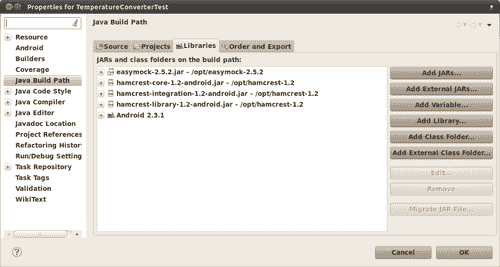 Properties for TemperatureConverterTest
Java Build Path
Resource
Android
Builders
Coverage
Java Build Path
Java Code Style
Java Compiler
Java Editor
Javadoc Location
Project References
Refactoring Histor
Run/Debug Setting
Task Repository
Task Tags
Validation
WikiText
Source Projects Libraries Order and Export
JARs and class folders on the build path:
easymock-2.5.2.jar - /opt/easymock-2.5.2
hamcrest-core-1.2-android.jar - /opt/hamcrest-1.2
hamcrest-integration-1.2-android.jar - /opt/hamcrest-1.2
hamcrest-library-1.2-android.jar - /opt/hamcrest-1.2
Android 2.3.1
Add JARs...
Add External JARs...
Add Variable...
Add Library...
Add Class Folder...
Add External Class Folder...
Edit...
Remove
Migrate JAR File...
Cancel OK